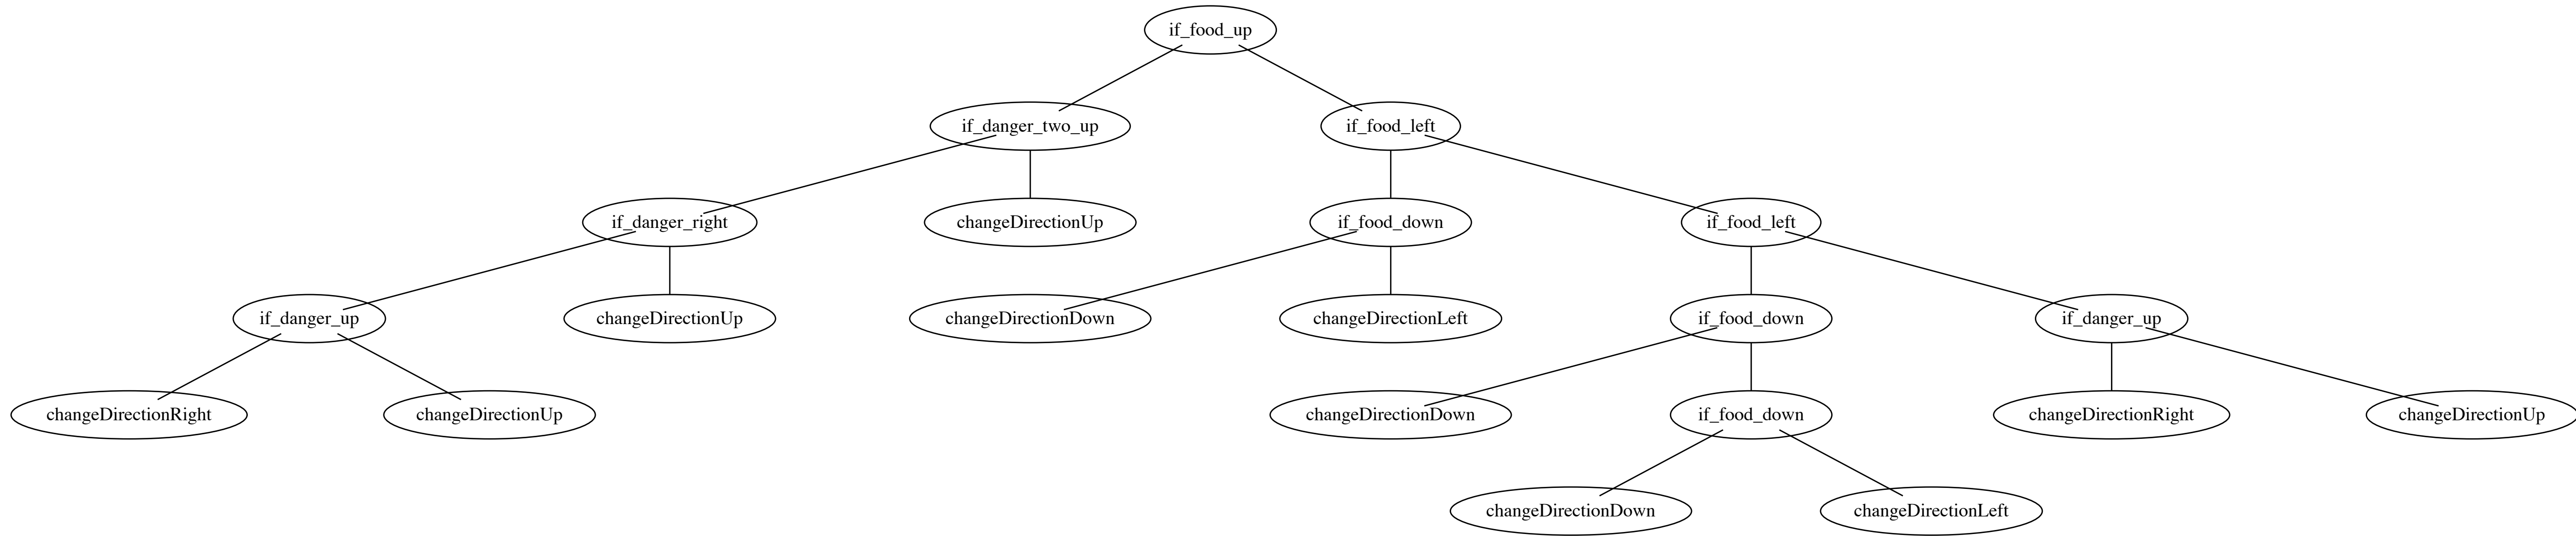 if_food_up
if_danger_two_up
if_food_left
if_danger_right
changeDirectionUp
if_food_down
if_food_left
if_danger_up
changeDirectionUp
changeDirectionDown
changeDirectionLeft
if_food_down
if_danger_up
changeDirectionRight
changeDirectionUp
changeDirectionDown
if_food_down
changeDirectionRight
changeDirectionUp
changeDirectionDown
changeDirectionLeft